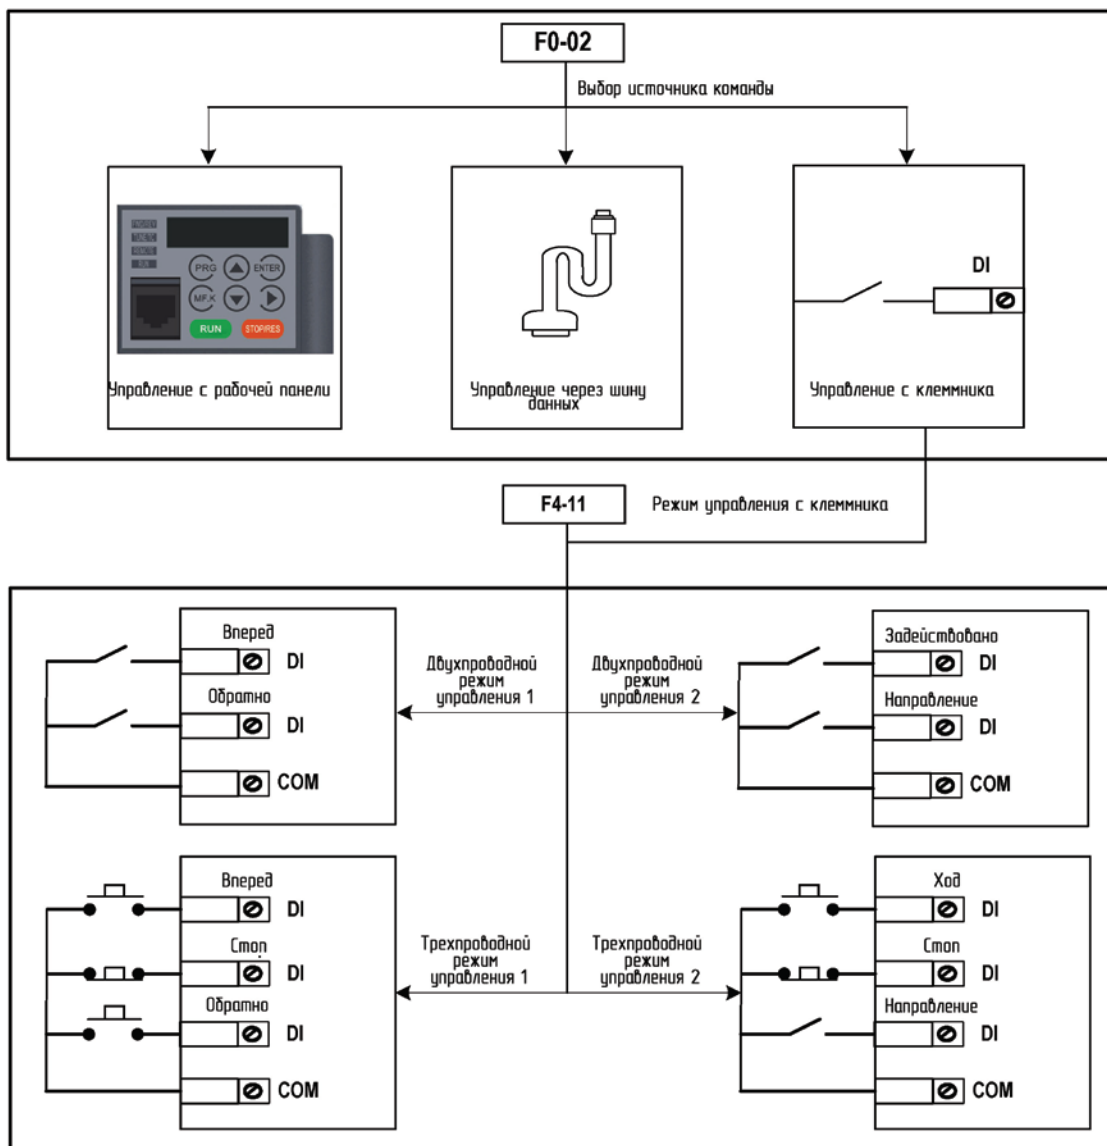 F0-02
Выбор источника команды
PRG
ENTER
MF.K
RUN
STOP/RES
DI
Управление с рабочей панели
Управление через шину
данных
Управление с клеммника
F4-11
Режим управления с клеммника
Вперед
DI
Обратно
DI
COM
Двухпроводной
режим
управления 1
Двухпроводной
режим
управления 2
Задействовано
DI
Направление
DI
COM
Вперед
DI
Стоп
DI
Обратно
DI
COM
Трехпроводной
режим
управления 1
Трехпроводной
режим
управления 2
Ход
DI
Стоп
DI
Направление
DI
COM